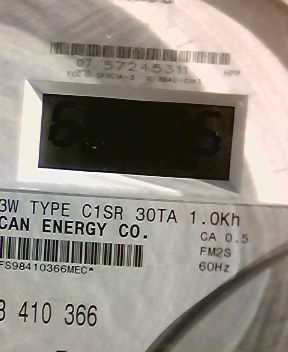 07 57245311
3W TYPE C1SR 30TA 1.0Kh
CAN ENERGY CO.
CA 0.5
FM2S
60Hz
FS98410366MEC*
8 410 366